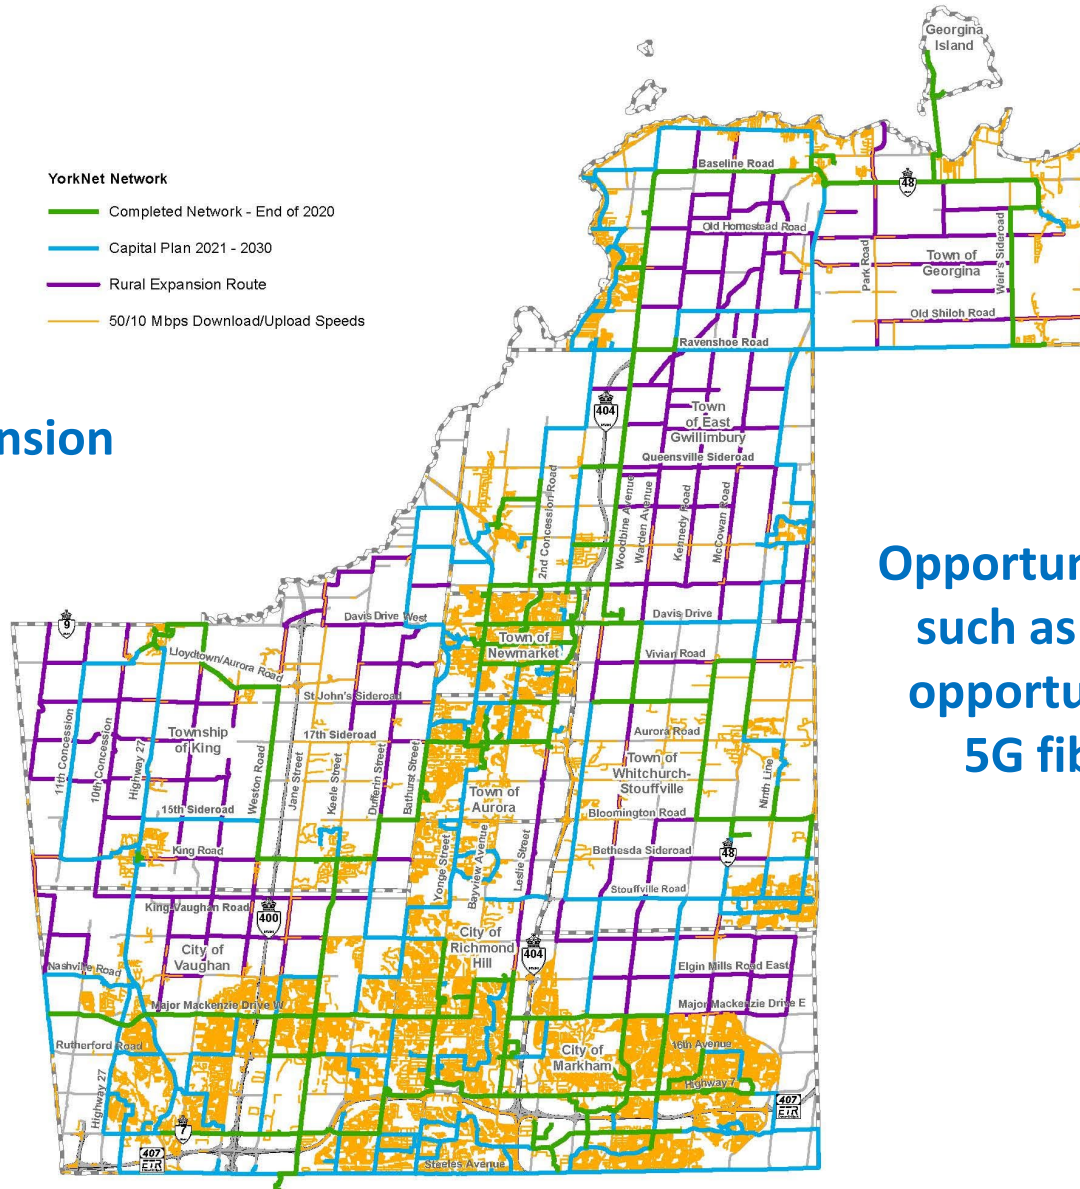 Georgina
Island
YorkNet Network
Completed Network - End of 2020
Capital Plan 2021 - 2030
Rural Expansion Route
50/10 Mbps Download/Upload Speeds
Baseline Road
48
Old Homestead Road
Park Road
Town of
Georgina
Weir's Sideroad
Old Shiloh Road
Ravenshoe Road
404
Town
of East
Gwillimbury
nsion
Queensville Sideroad
2nd Concession Road
Woodbine Avenue
Warden Avenue
Kennedy Road
McCowan Road
Opportun
such as
opportu
5G fib
9
Davis Drive West
Davis Drive
Town of
Newmarket
Lloydtown/Aurora Road
Vivian Road
St John's Sideroad
11th Concession
10th Concession
Highway 27
Township
of King
17th Sideroad
Weston Road
Jane Street
Keele Street
Dufferin Street
Bathurst Street
Aurora Road
Town of
Whitchurch-
Stouffville
Ninth Line
Town of
Aurora
15th Sideroad
Bloomington Road
King Road
Yonge Street
Bayview Avenue
Leslie Street
Bethesda Sideroad
48
Stouffville Road
King-Vaughan Road
400
City of
Vaughan
City of
Richmond
Hill
404
Nashville Road
Elgin Mills Road East
Major Mackenzie Drive W
Major Mackenzie Drive E
Rutherford Road
City of
Markham
16th Avenue
Highway 27
Highway 7
407
ETR
7
407
ETR
Steeles Avenue